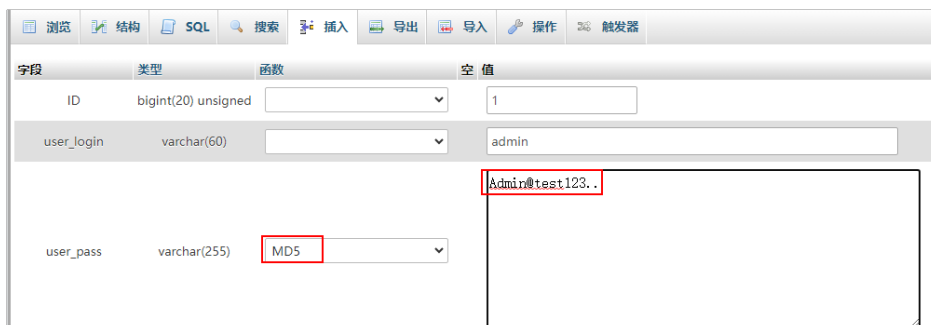 浏览 结构 SQL 搜索 插入 导出 导入 操作 触发器
字段 类型 函数 空 值
ID bigint(20) unsigned 1
user_login varchar(60) admin
Admin@test123..
user_pass varchar(255) MD5